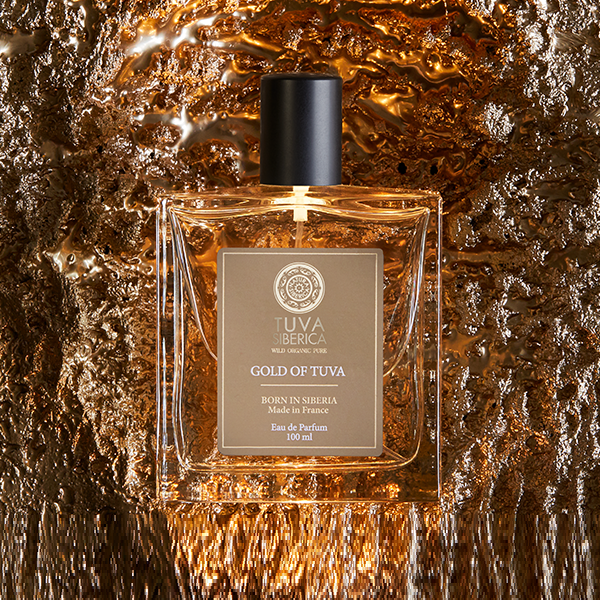 TUVA
SIBERICA
WILD ORGANIC PURE
GOLD OF TUVA
BORN IN SIBERIA
Made in France
Eau de Parfum
100 ml